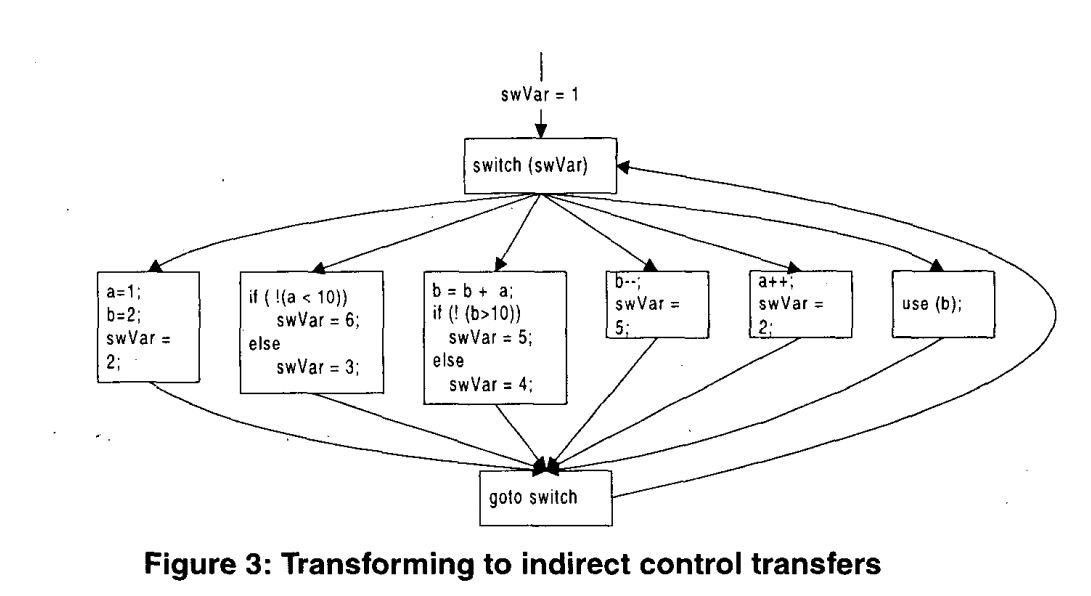 swVar = 1
switch (swVar)
a=1;
b=2;
swVar =
2;
if ( !(a < 10))
swVar = 6;
else
swVar = 3;
b = b + a;
if (! (b>10))
swVar = 5;
else
swVar = 4;
b--;
swVar =
5;
a++;
swVar =
2;
use (b);
goto switch
Figure 3: Transforming to indirect control transfers